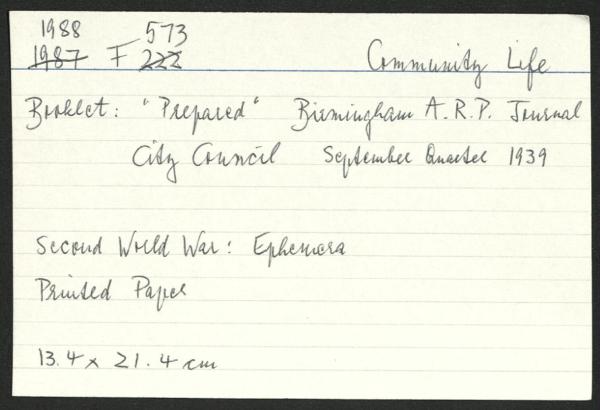 1988 573
1987 F 222 Community Life
Booklet: "Prepared" Birmingham A.R.P. Journal
City Council September Quarter 1939
Second World War: Ephemera
Printed Paper
13.4 x 21.4 cm